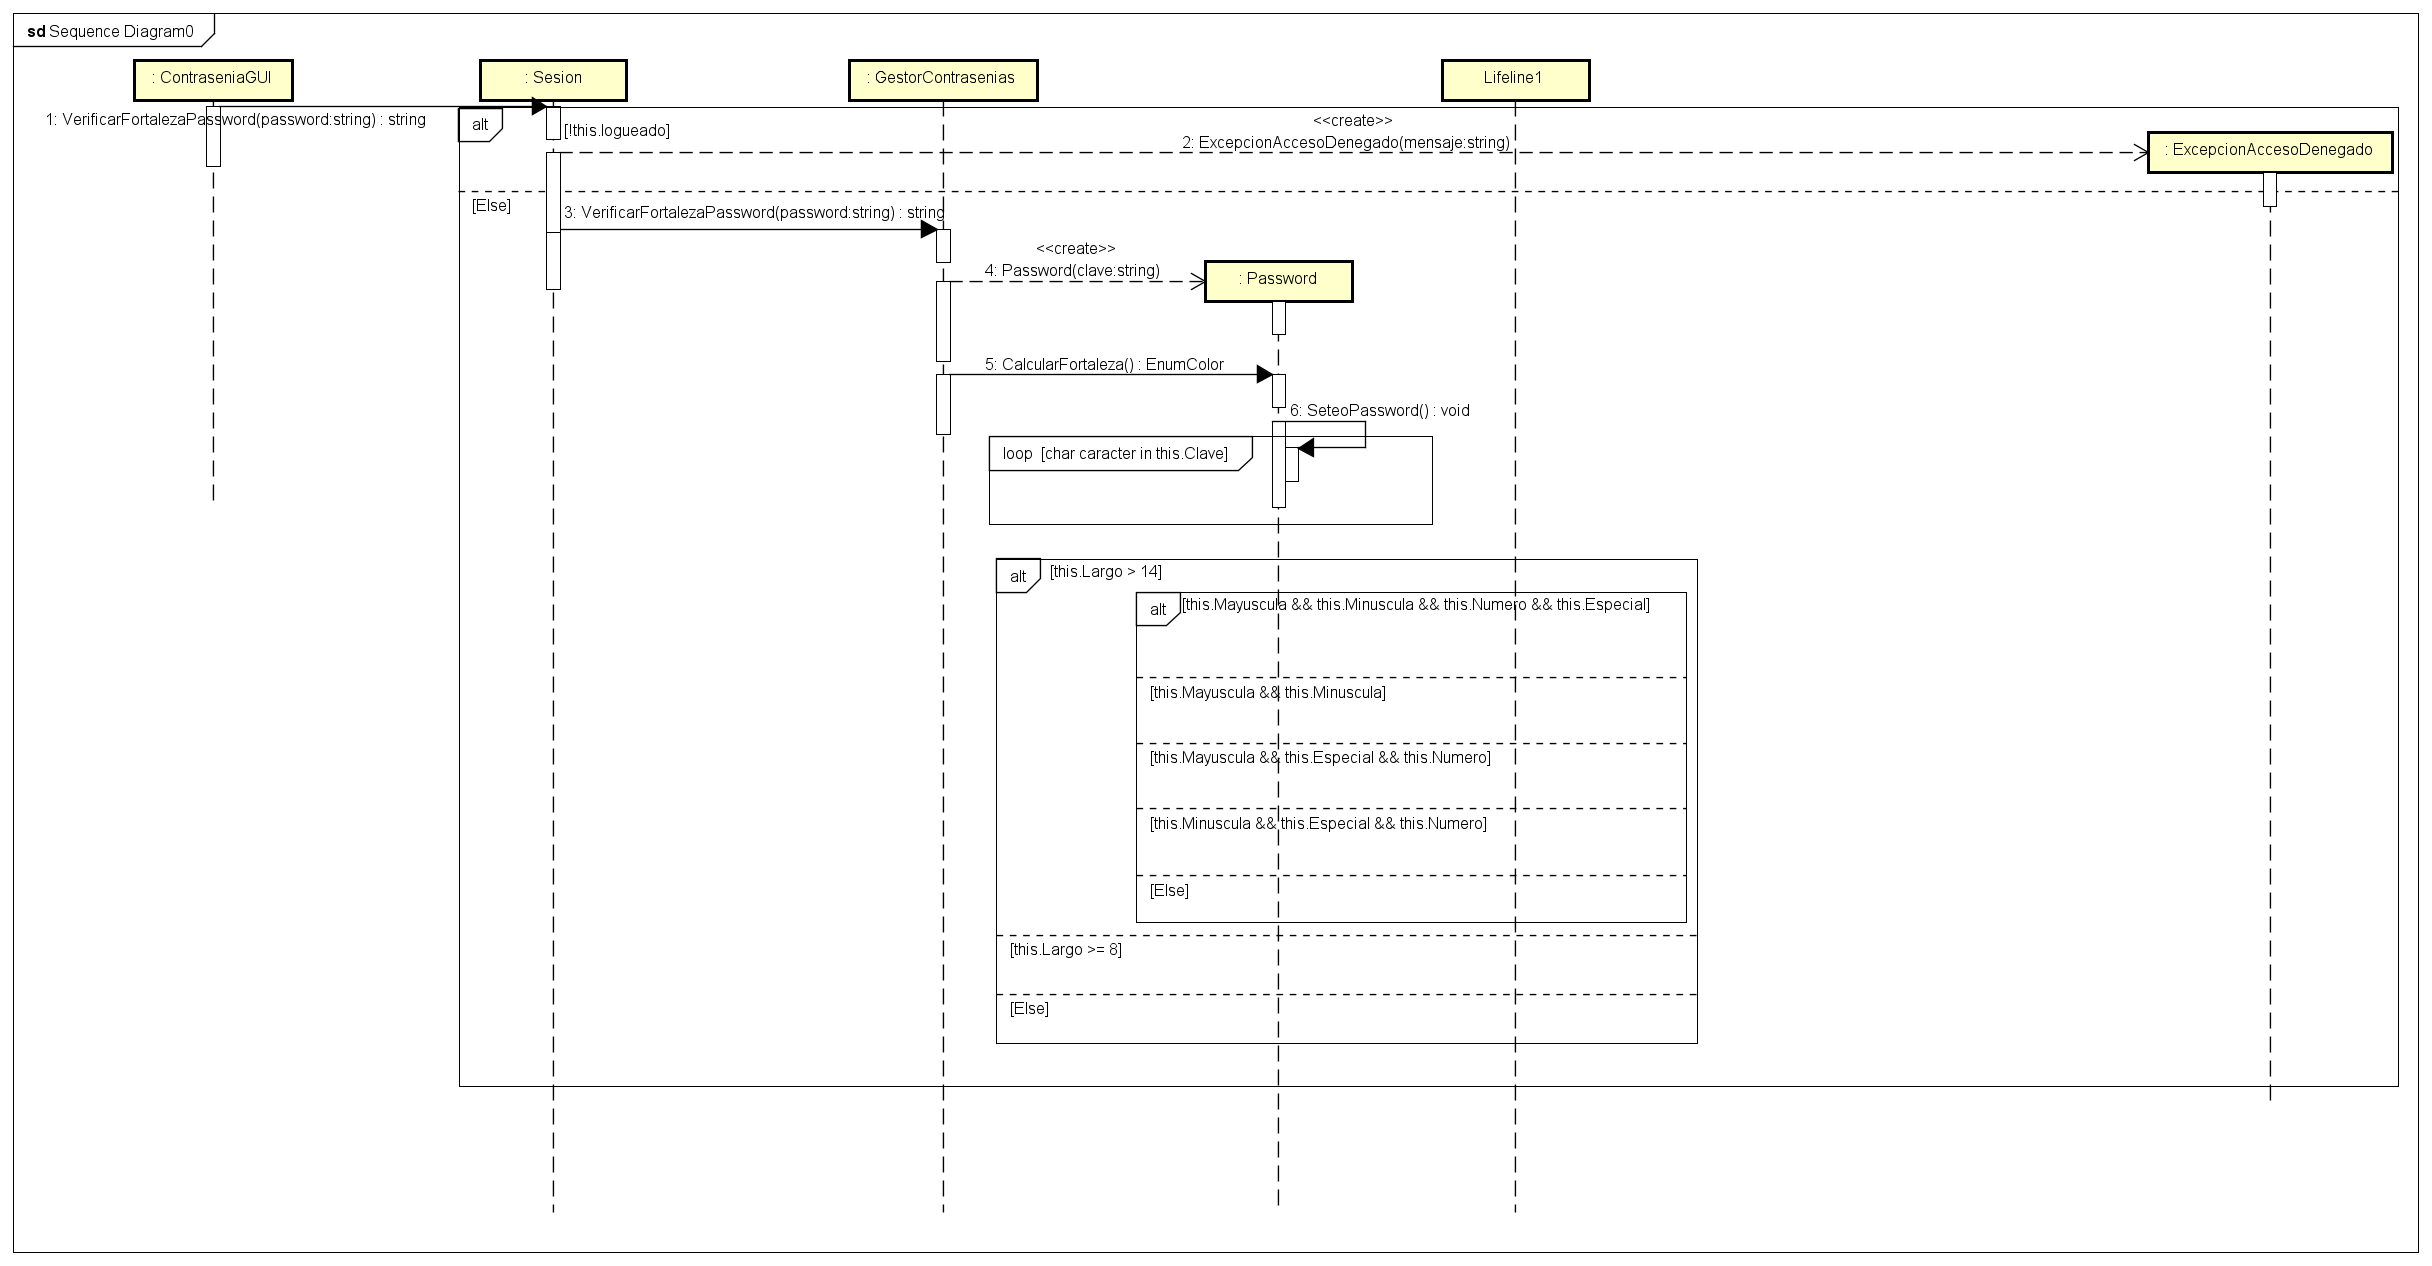 sd Sequence Diagram0
: ContraseniaGUI
: Sesion
: GestorContrasenias
Lifeline1
1: VerificarFortalezaPassword(password:string) : string
alt
[!this.logueado]
<<create>>
2: ExcepcionAccesoDenegado(mensaje:string)
: ExcepcionAccesoDenegado
[Else]
3: VerificarFortalezaPassword(password:string) : string
<<create>>
4: Password(clave:string)
: Password
5: CalcularFortaleza() : EnumColor
6: SeteoPassword() : void
loop [char caracter in this.Clave]
alt
[this.Largo > 14]
alt
[this.Mayuscula && this.Minuscula && this.Numero && this.Especial]
[this.Mayuscula && this.Minuscula]
[this.Mayuscula && this.Especial && this.Numero]
[this.Minuscula && this.Especial && this.Numero]
[Else]
[this.Largo >= 8]
[Else]